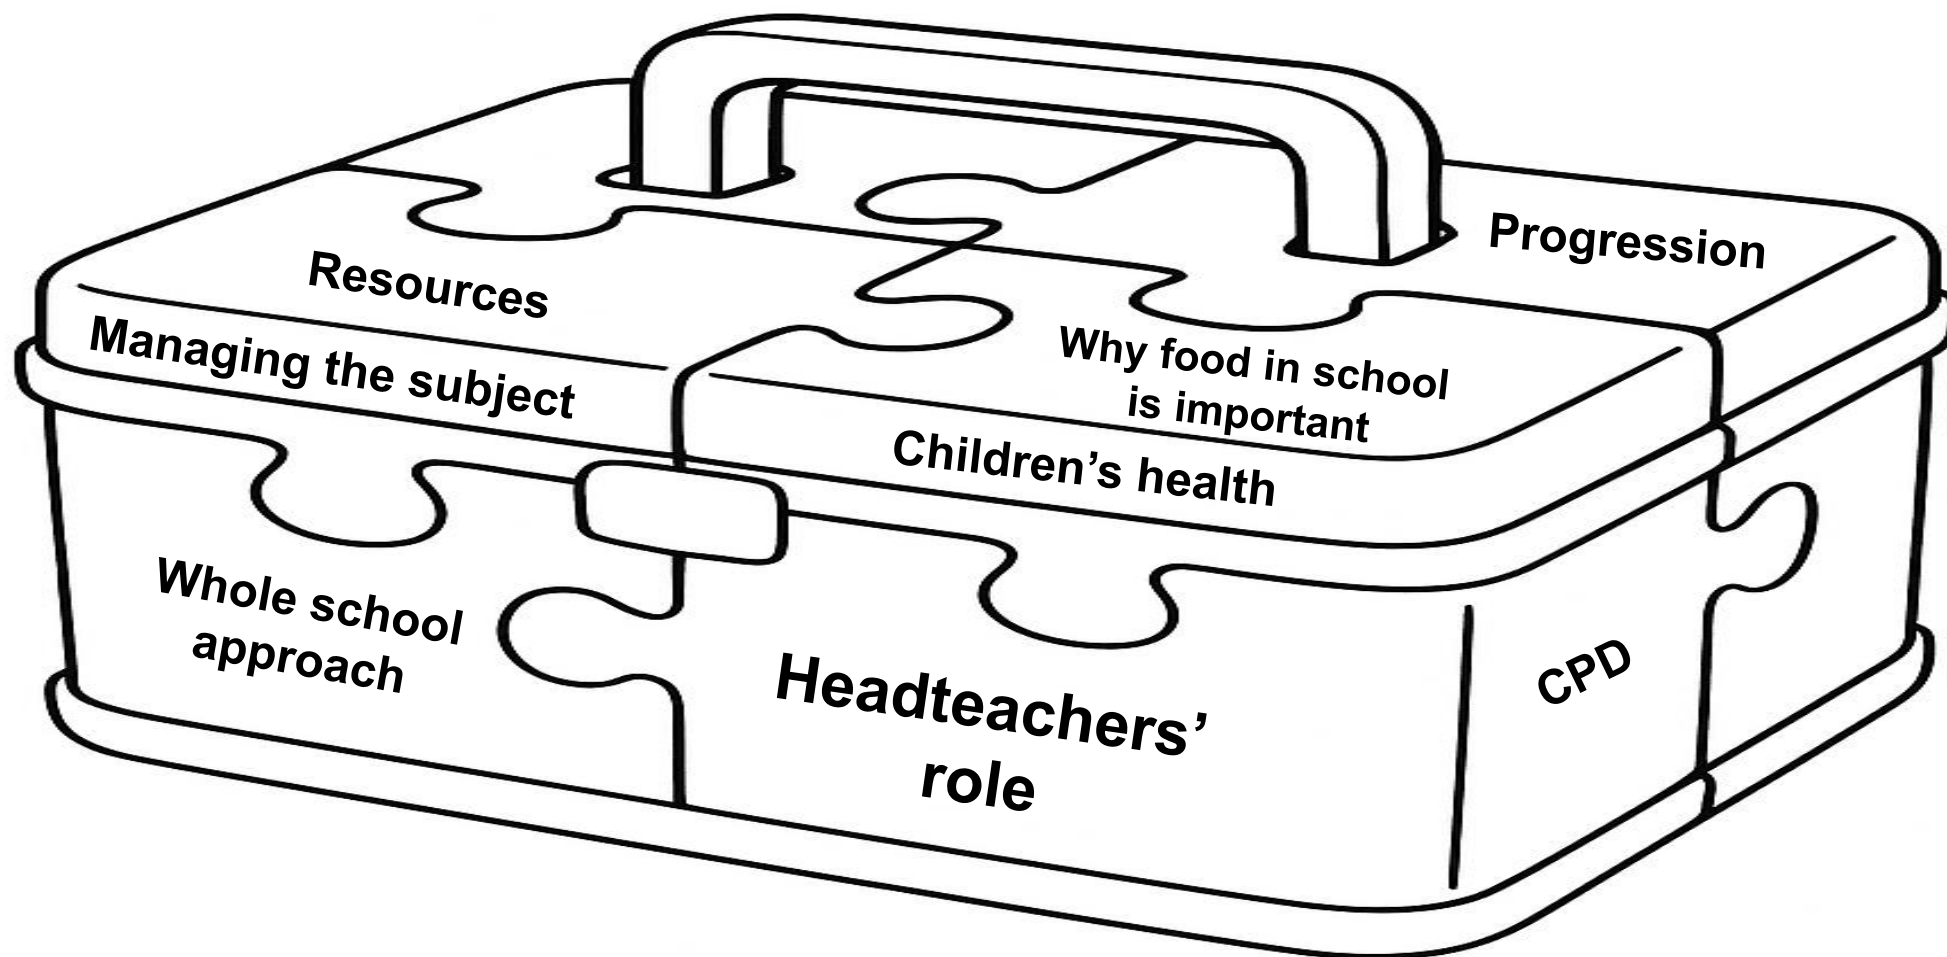 Progression
Resources
Why food in school
is important
Managing the subject
Children’s health
Whole school
approach
Headteachers’
role
CPD